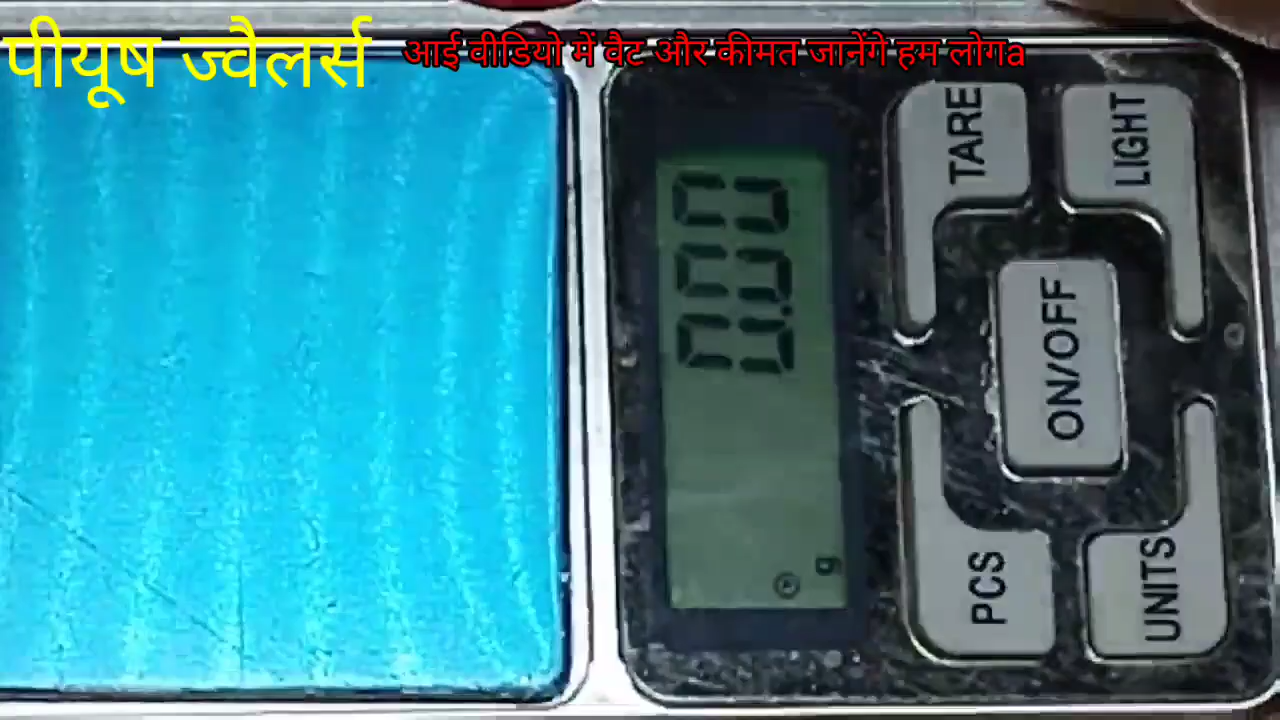 पीयूष ज्वैलर्स
आई वीडियो में वैट और कीमत जानेंगे हम लोगa
TARE
LIGHT
0.00
ON/OFF
g
PCS
UNITS